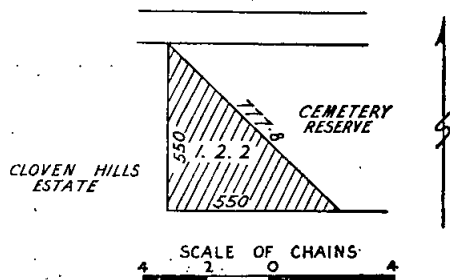 777.8
CEMETERY
RESERVE
550
1. 2. 2
CLOVEN HILLS
ESTATE
550
SCALE OF CHAINS
4 2 0 4